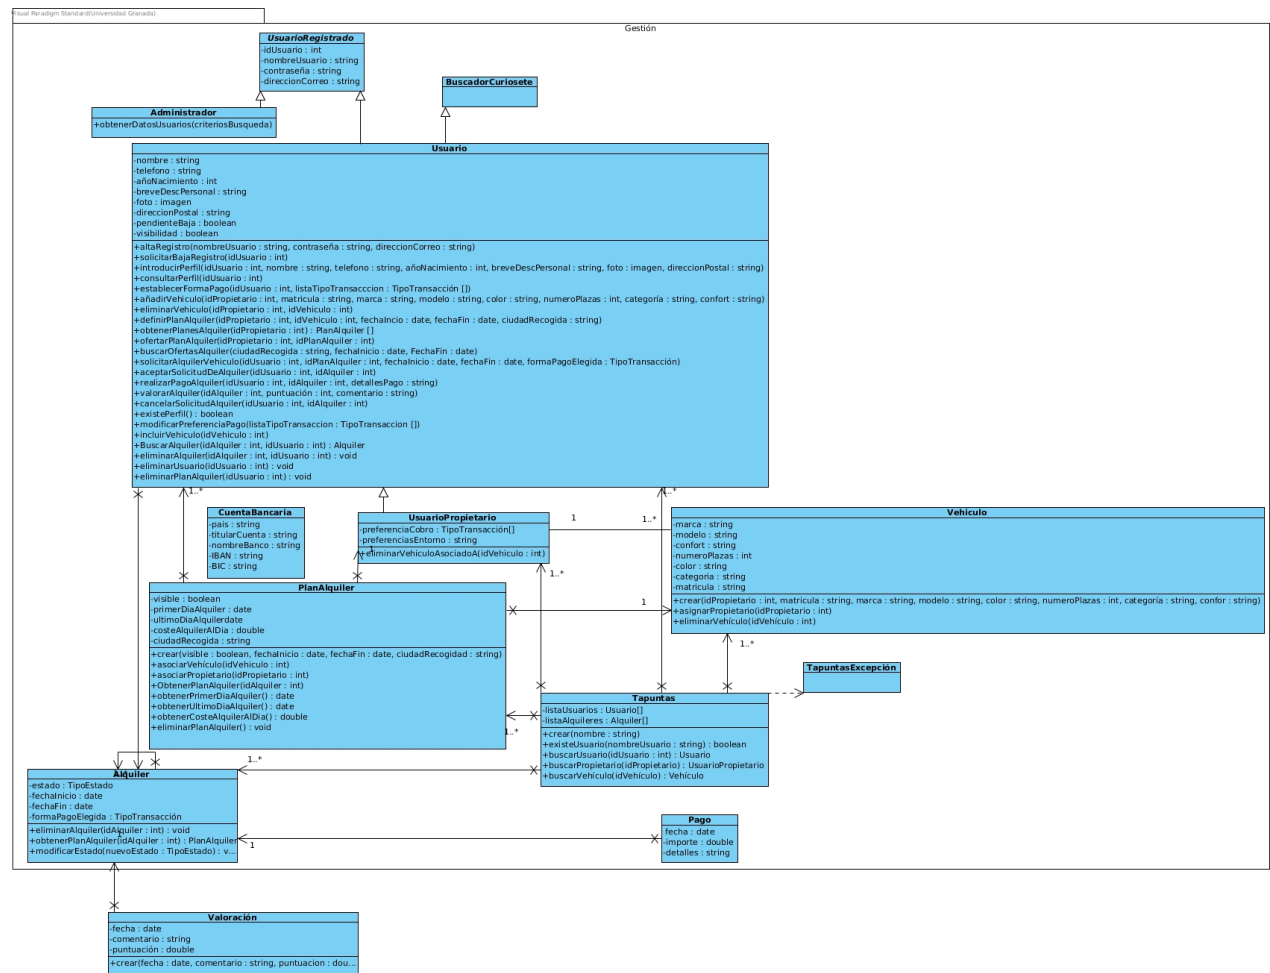 Visual Paradigm Standard(Universidad Granada)
Gestión
UsuarioRegistrado
-idUsuario : int
-nombreUsuario : string
-contraseña : string
-direccionCorreo : string
BuscadorCuriosete
Administrador
+obtenerDatosUsuarios(criteriosBusqueda)
Usuario
-nombre : string
-telefono : string
-añoNacimiento : int
-breveDescPersonal : string
-foto : imagen
-direccionPostal : string
-pendienteBaja : boolean
-visibilidad : boolean
+altaRegistro(nombreUsuario : string, contraseña : string, direccionCorreo : string)
+solicitarBajaRegistro(idUsuario : int)
+introducirPerfil(idUsuario : int, nombre : string, telefono : string, añoNacimiento : int, breveDescPersonal : string, foto : imagen, direccionPostal : string)
+consultarPerfil(idUsuario : int)
+establecerFormaPago(idUsuario : int, listaTipoTransacccion : TipoTransacción [])
+añadirVehiculo(idPropietario : int, matricula : string, marca : string, modelo : string, color : string, numeroPlazas : int, categoría : string, confort : string)
+eliminarVehiculo(idPropietario : int, idVehiculo : int)
+definirPlanAlquiler(idPropietario : int, idVehiculo : int, fechaIncio : date, fechaFin : date, ciudadRecogida : string)
+obtenerPlanesAlquiler(idPropietario : int) : PlanAlquiler []
+ofertarPlanAlquiler(idPropietario : int, idPlanAlquiler : int)
+buscarOfertasAlquiler(ciudadRecogida : string, fechaInicio : date, FechaFin : date)
+solicitarAlquilerVehiculo(idUsuario : int, idPlanAlquiler : int, fechaInicio : date, fechaFin : date, formaPagoElegida : TipoTransacción)
+aceptarSolicitudDeAlquiler(idUsuario : int, idAlquiler : int)
+realizarPagoAlquiler(idUsuario : int, idAlquiler : int, detallesPago : string)
+valorarAlquiler(idAlquiler : int, puntuación : int, comentario : string)
+cancelarSolicitudAlquiler(idUsuario : int, idAlquiler : int)
+existePerfil() : boolean
+modificarPreferenciaPago(listaTipoTransaccion : TipoTransaccion [])
+incluirVehiculo(idVehiculo : int)
+BuscarAlquiler(idAlquiler : int, idUsuario : int) : Alquiler
+eliminarAlquiler(idAlquiler : int, idUsuario : int) : void
+eliminarUsuario(idUsuario : int) : void
+eliminarPlanAlquiler(idUsuario : int) : void
1..*
1..*
CuentaBancaria
-pais : string
-titularCuenta : string
-nombreBanco : string
-IBAN : string
-BIC : string
UsuarioPropietario
-preferenciaCobro : TipoTransacción[]
-preferenciasEntorno : string
+eliminarVehiculoAsociadoA(idVehiculo : int)
1
1
1..*
1..*
Vehiculo
-marca : string
-modelo : string
-confort : string
-numeroPlazas : int
-color : string
-categoria : string
-matricula : string
+crear(idPropietario : int, matricula : string, marca : string, modelo : string, color : string, numeroPlazas : int, categoría : string, confor : string)
+asignarPropietario(idPropietario : int)
+eliminarVehículo(idVehículo : int)
1
1..*
PlanAlquiler
-visible : boolean
-primerDiaAlquiler : date
-ultimoDiaAlquilerdate
-costeAlquilerAlDia : double
-ciudadRecogida : string
+crear(visible : boolean, fechaInicio : date, fechaFin : date, ciudadRecogidad : string)
+asociarVehículo(idVehiculo : int)
+asociarPropietario(idPropietario : int)
+ObtenerPlanAlquiler(idAlquiler : int)
+obtenerPrimerDiaAlquiler() : date
+obtenerUltimoDiaAlquiler() : date
+obtenerCosteAlquilerAlDia() : double
+eliminarPlanAlquiler() : void
1..*
TapuntasExcepción
Tapuntas
-listaUsuarios : Usuario[]
-listaAlquileres : Alquiler[]
+crear(nombre : string)
+existeUsuario(nombreUsuario : string) : boolean
+buscarUsuario(idUsuario : int) : Usuario
+buscarPropietario(idPropietario) : UsuarioPropietario
+buscarVehículo(idVehículo) : Vehículo
1..*
Alquiler
-estado : TipoEstado
-fechaInicio : date
-fechaFin : date
-formaPagoElegida : TipoTransacción
+eliminarAlquiler(idAlquiler : int) : void
+obtenerPlanAlquiler(idAlquiler : int) : PlanAlquiler
+modificarEstado(nuevoEstado : TipoEstado) : v...
1
1
Pago
fecha : date
-importe : double
-detalles : string
Valoración
-fecha : date
-comentario : string
-puntuación : double
+crear(fecha : date, comentario : string, puntuacion : dou...